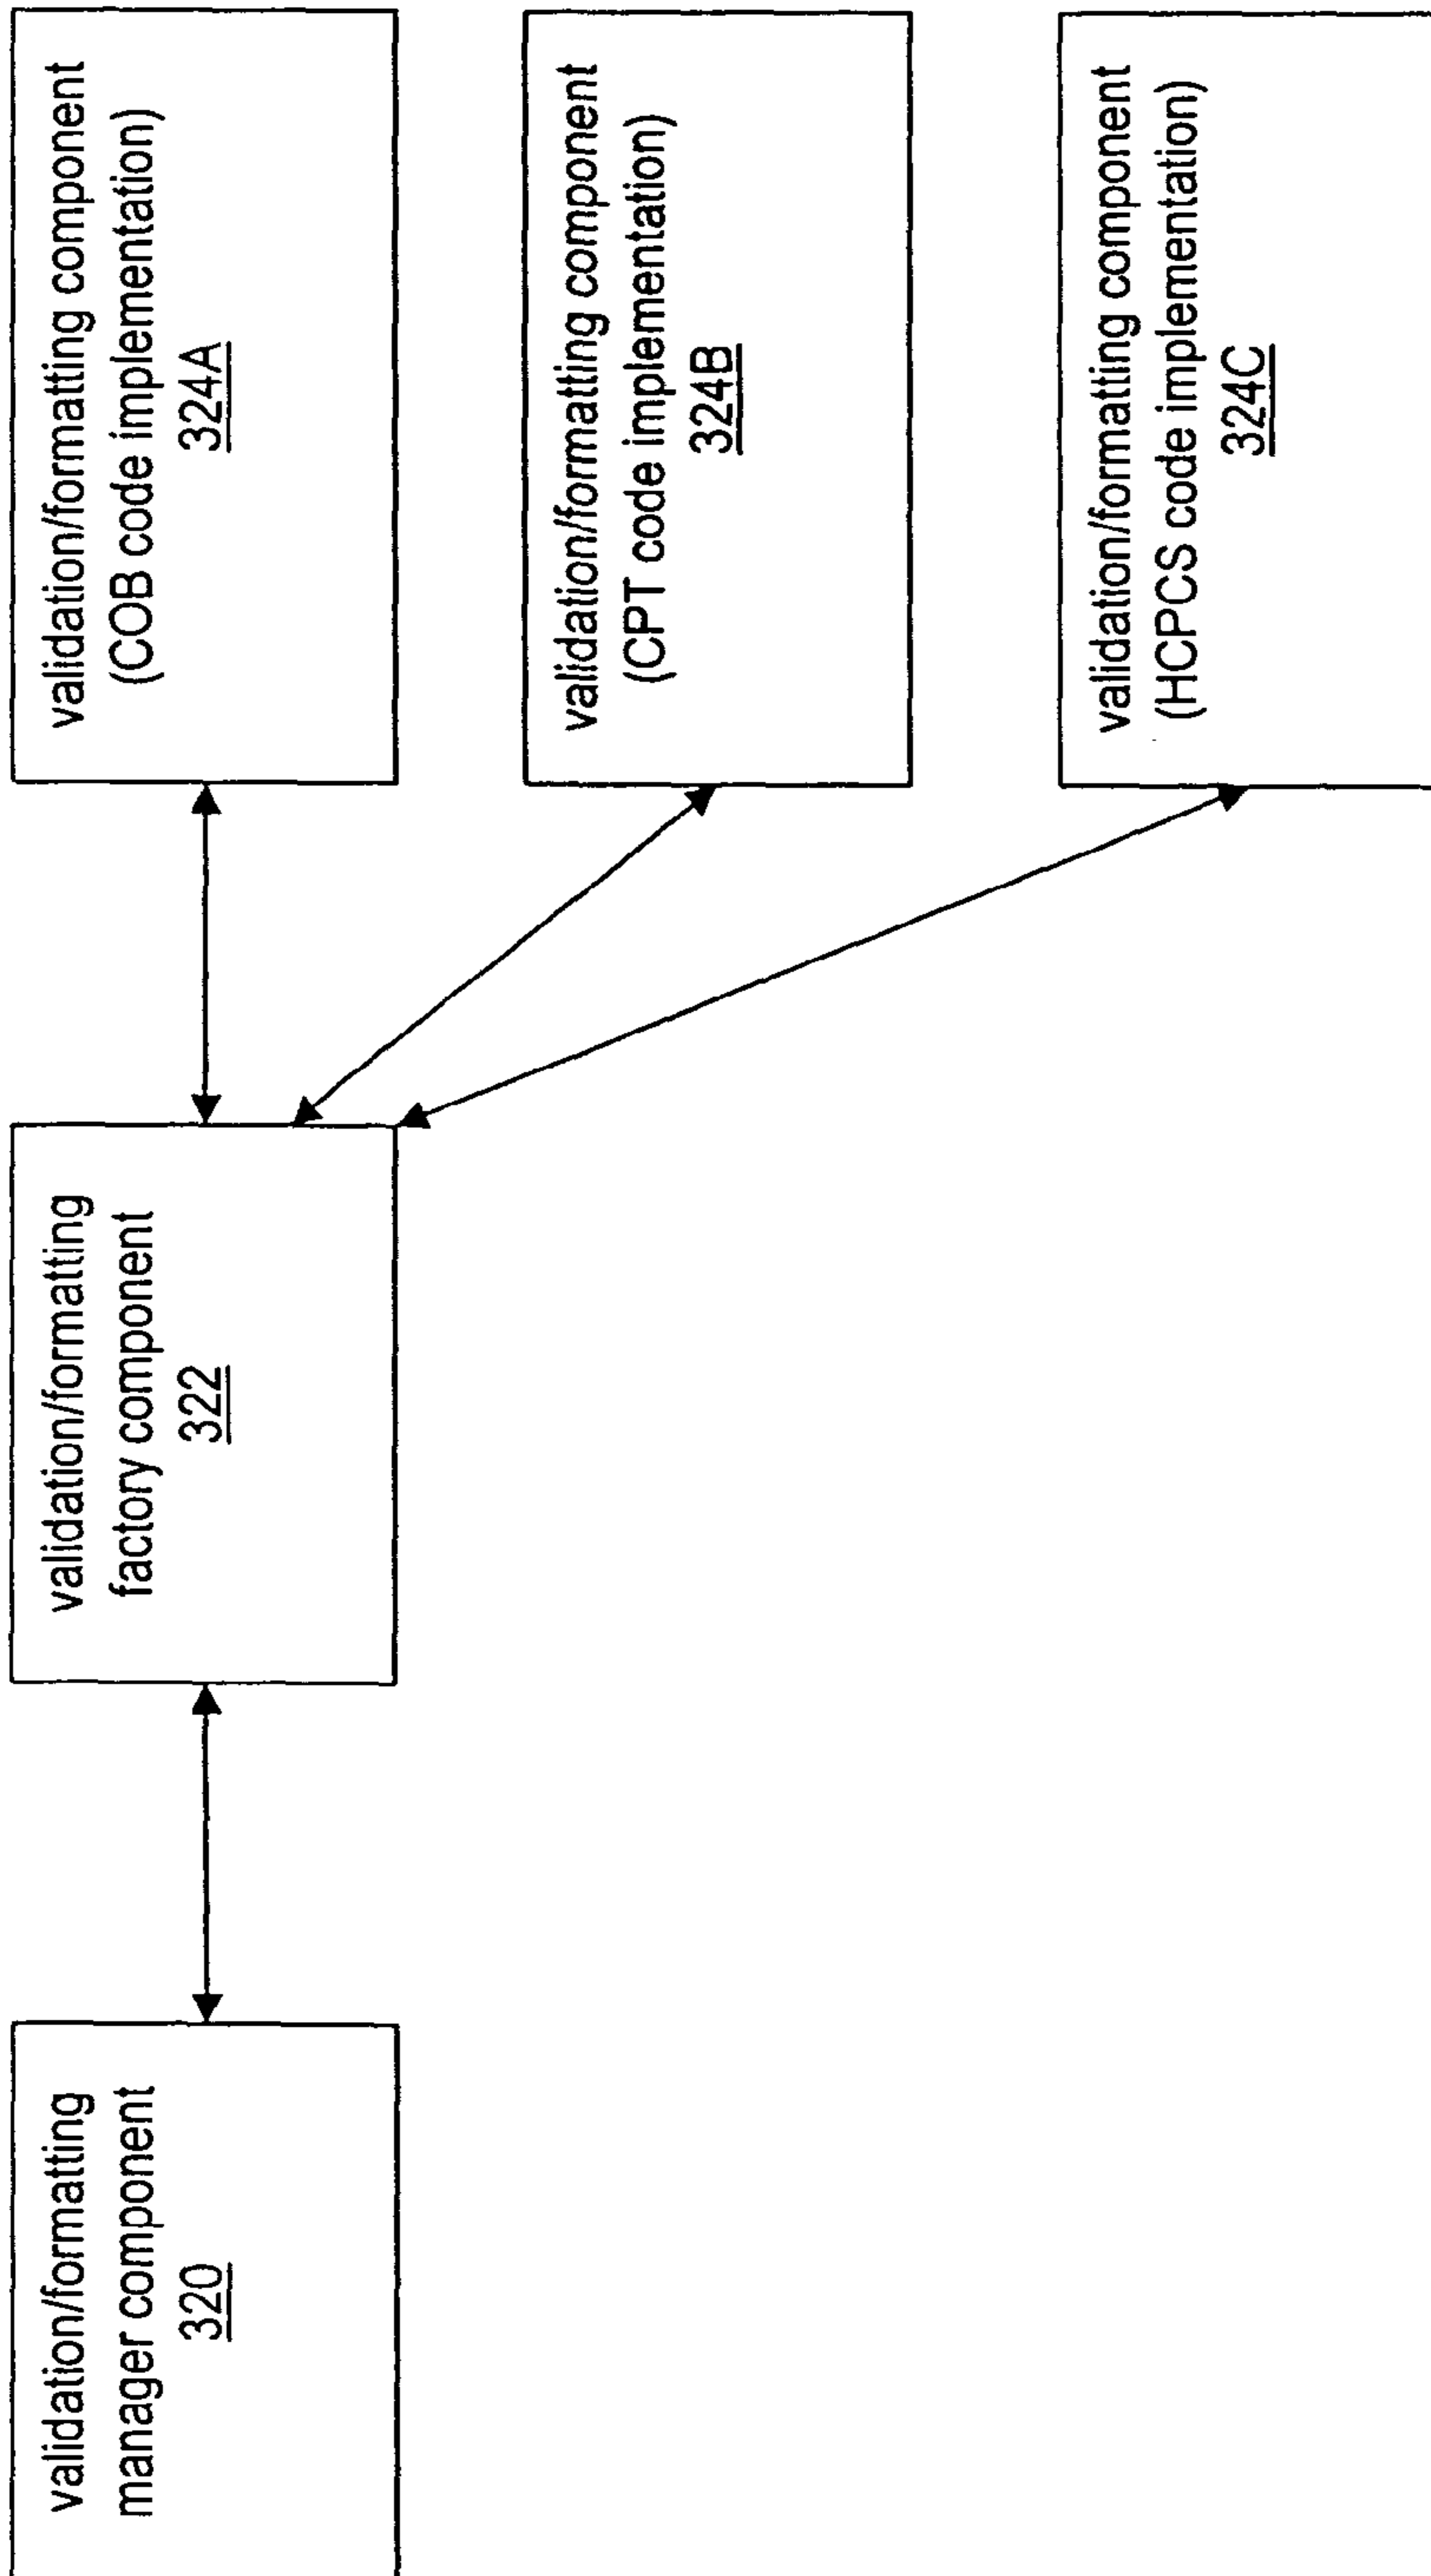 validation/formatting
manager component
320
validation/formatting
factory component
322
validation/formatting component
(COB code implementation)
324A
validation/formatting component
(CPT code implementation)
324B
validation/formatting component
(HCPCS code implementation)
324C